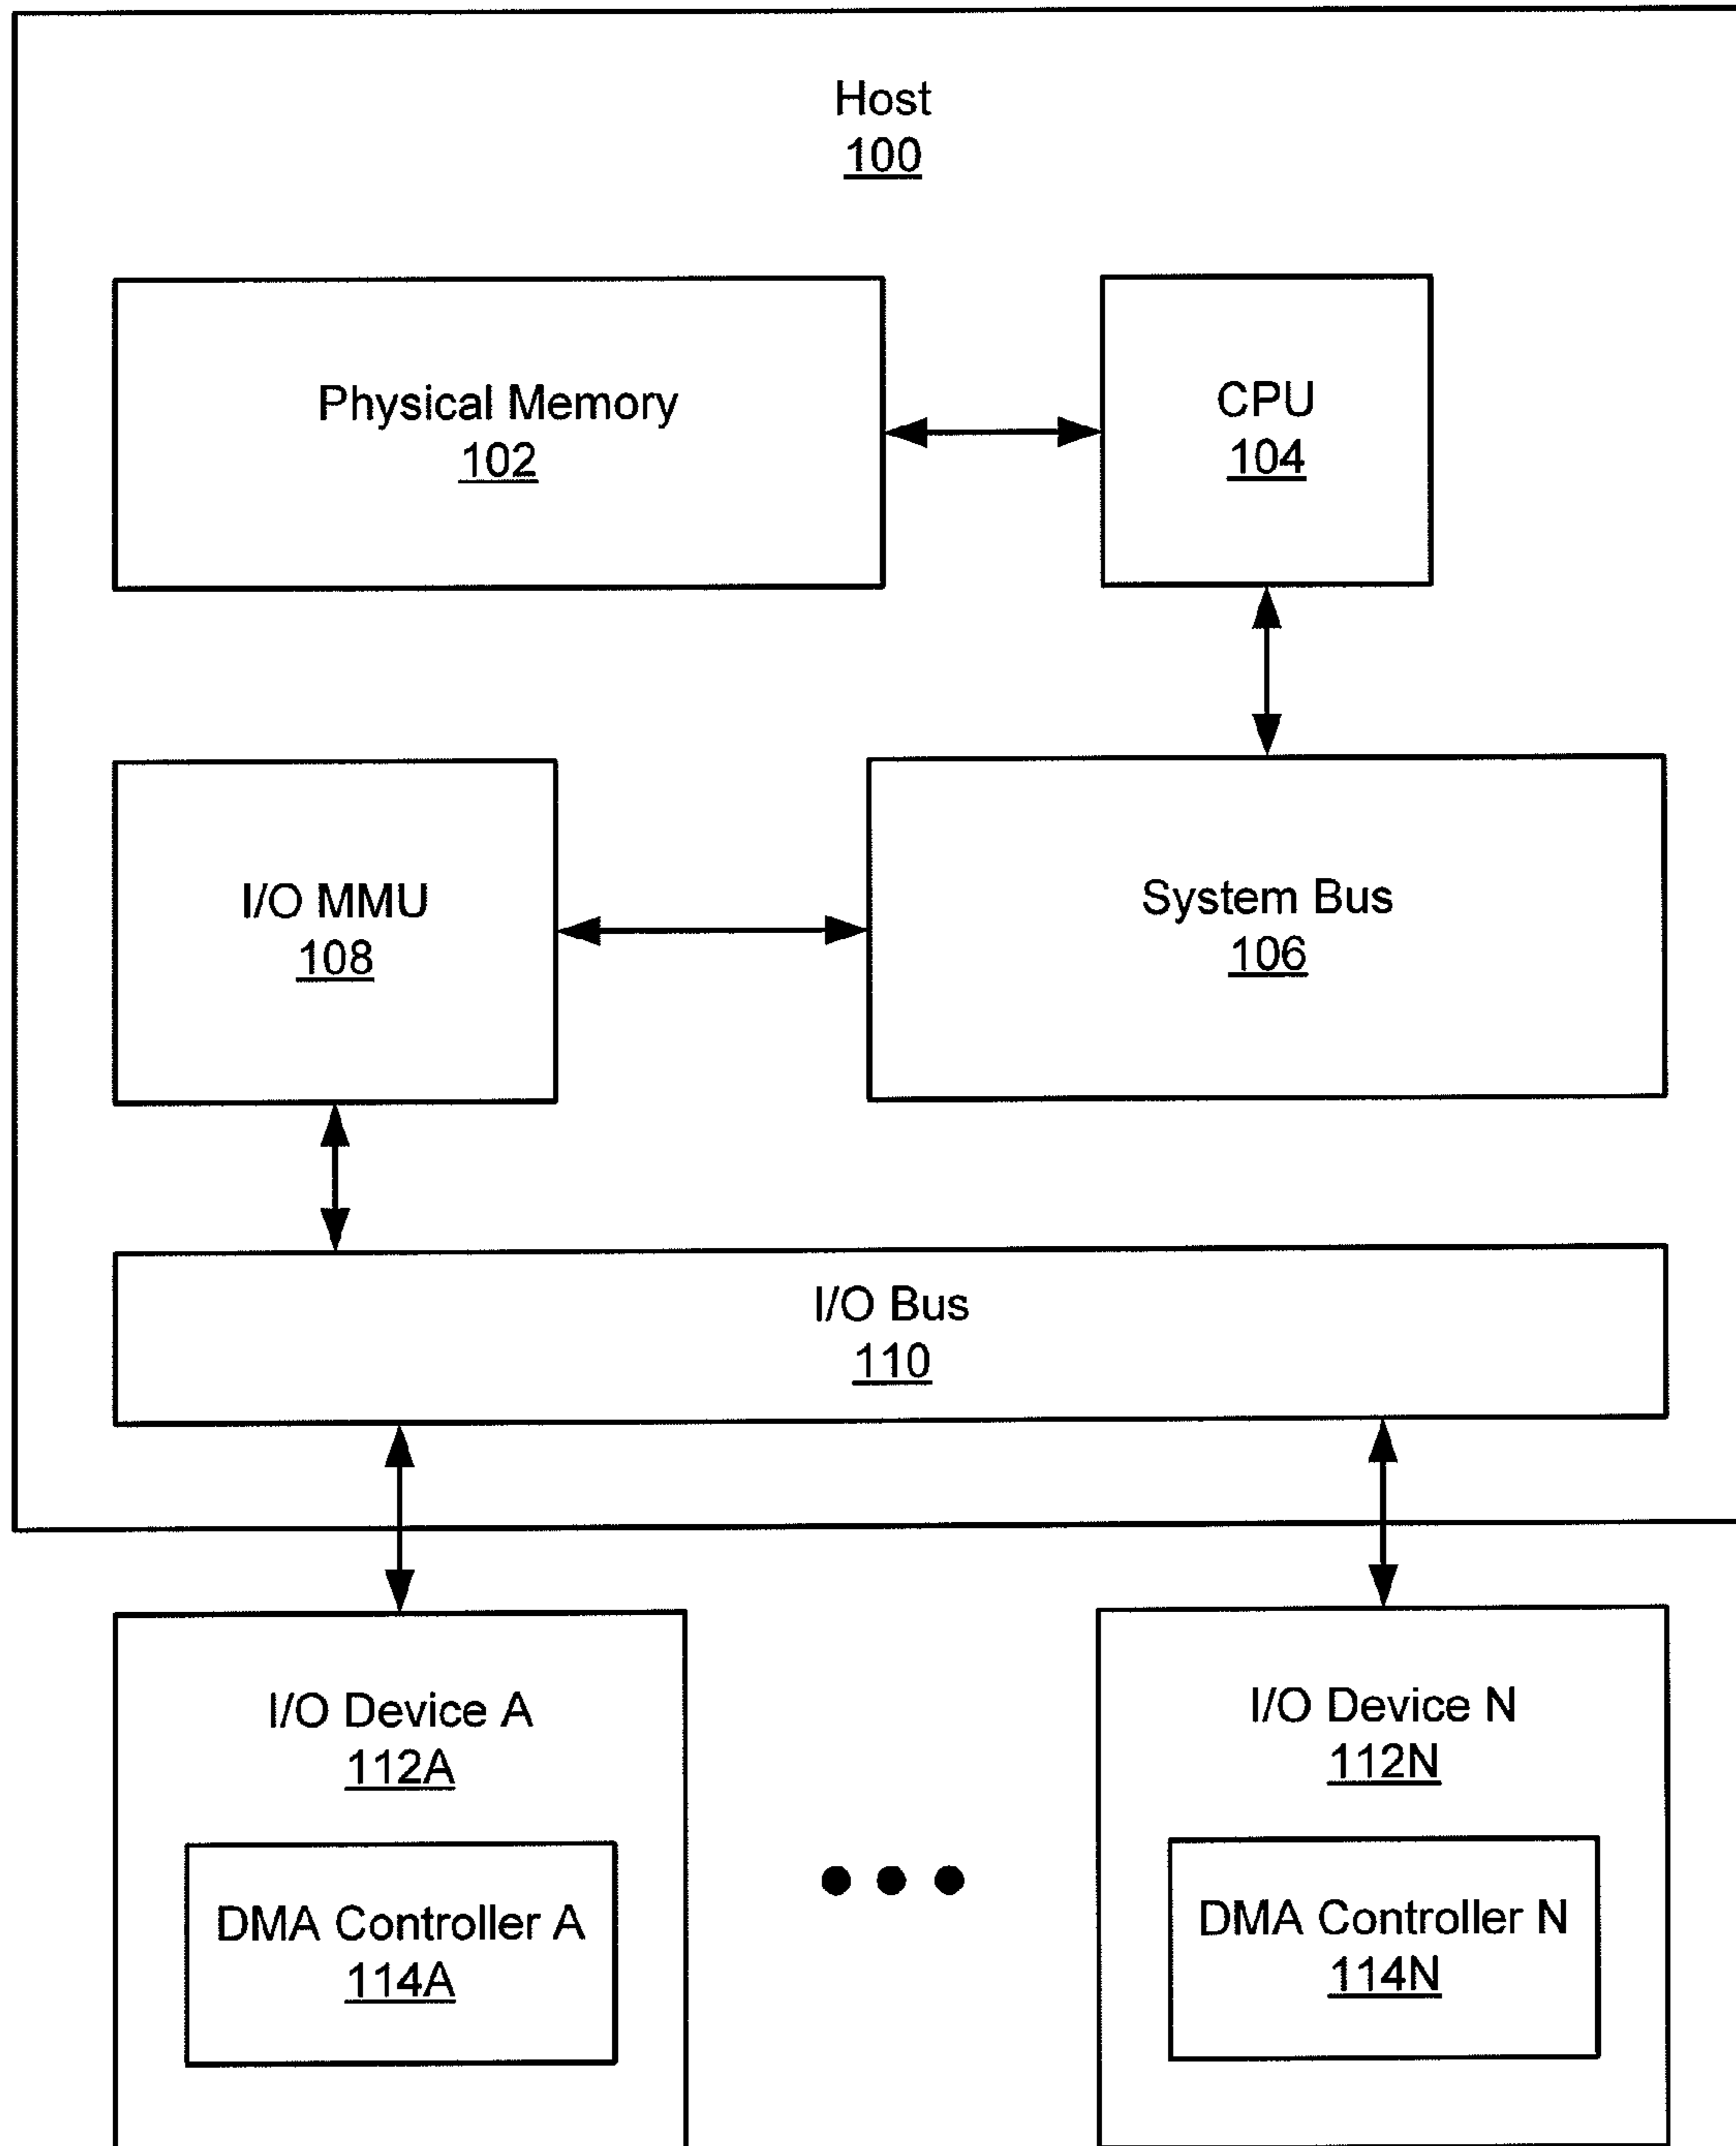 Host
100
Physical Memory
102
CPU
104
I/O MMU
108
System Bus
106
I/O Bus
110
I/O Device A
112A
DMA Controller A
114A
I/O Device N
112N
DMA Controller N
114N